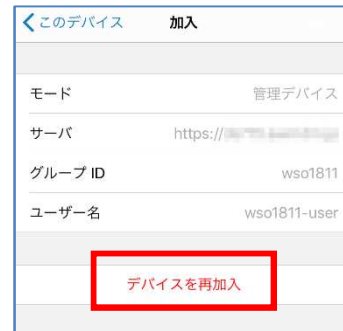 このデバイス 加入
モード 管理デバイス
サーバ https://
グループ ID wso1811
ユーザー名 wso1811-user
デバイスを再加入